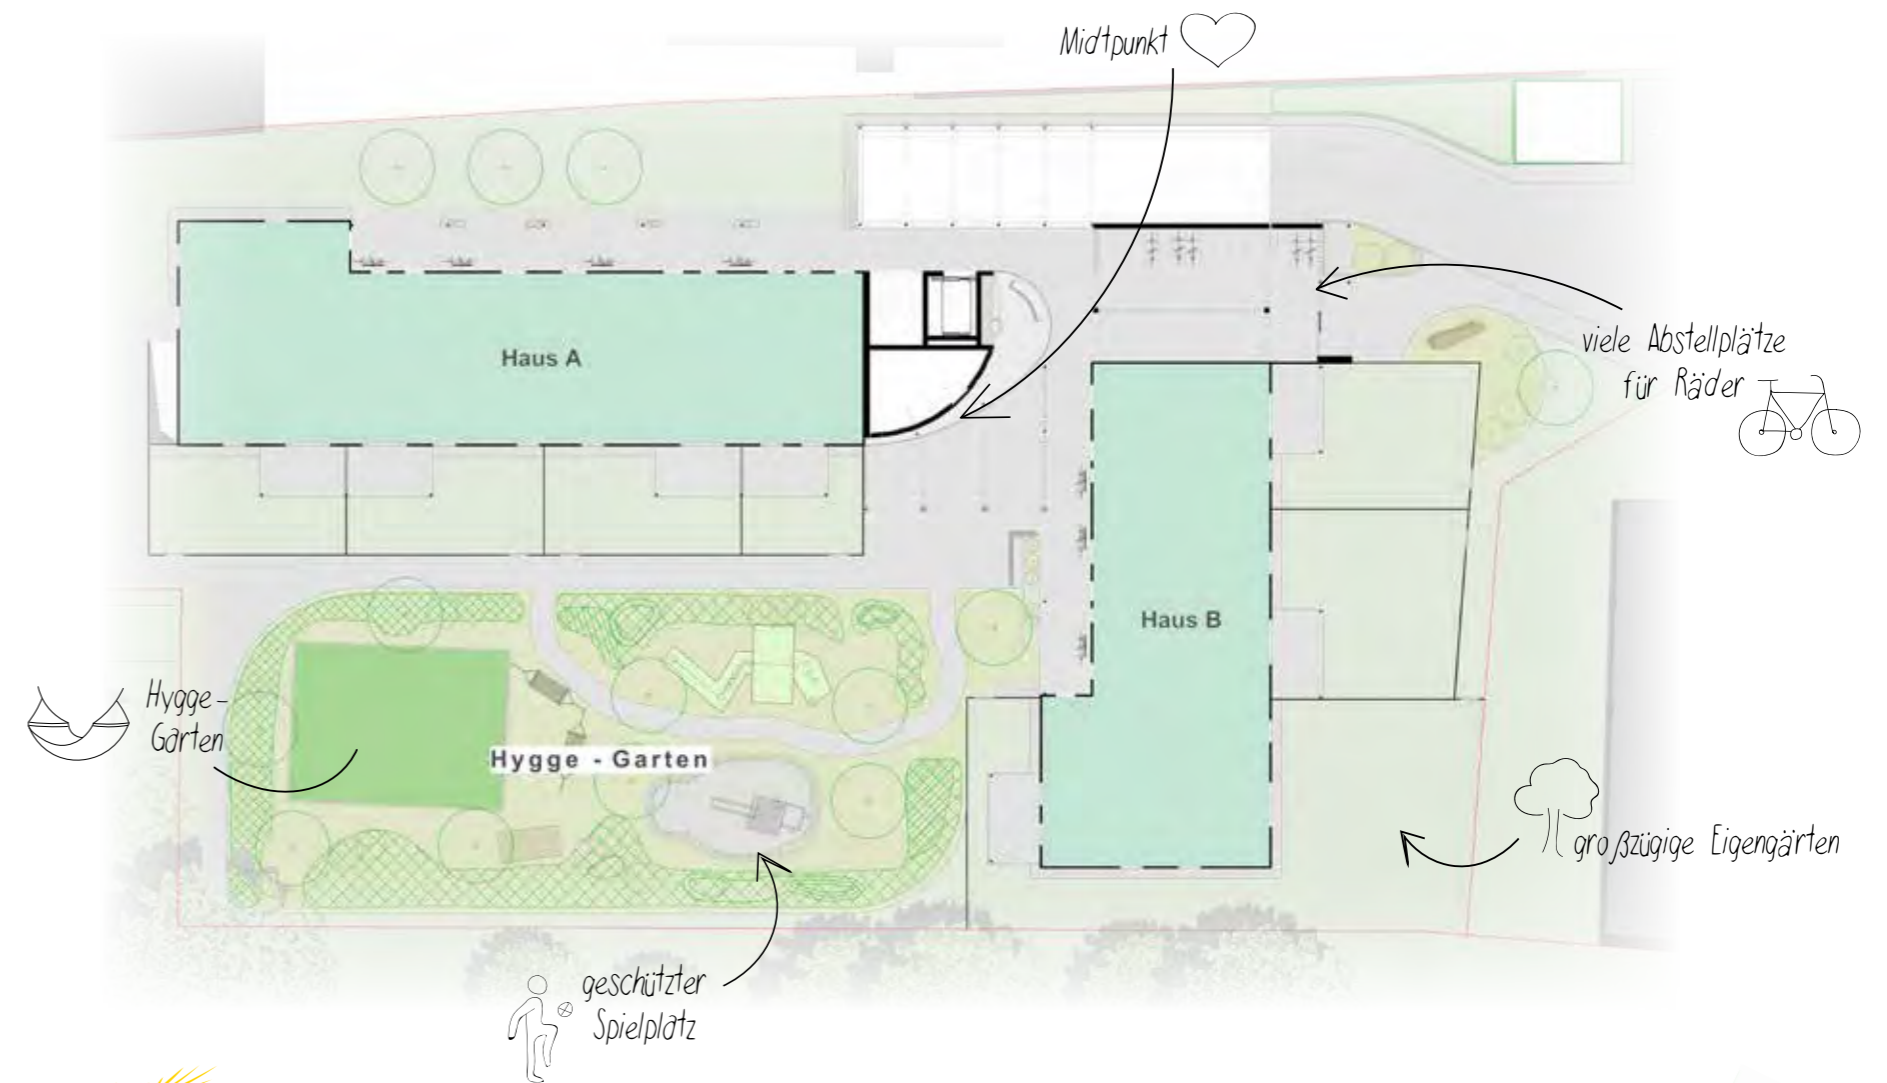 Midtpunkt
viele Abstellplätze
für Räder
Haus A
Haus B
Hygge-
Garten
Hygge - Garten
großzügige Eigengärten
geschützter
Spielplatz